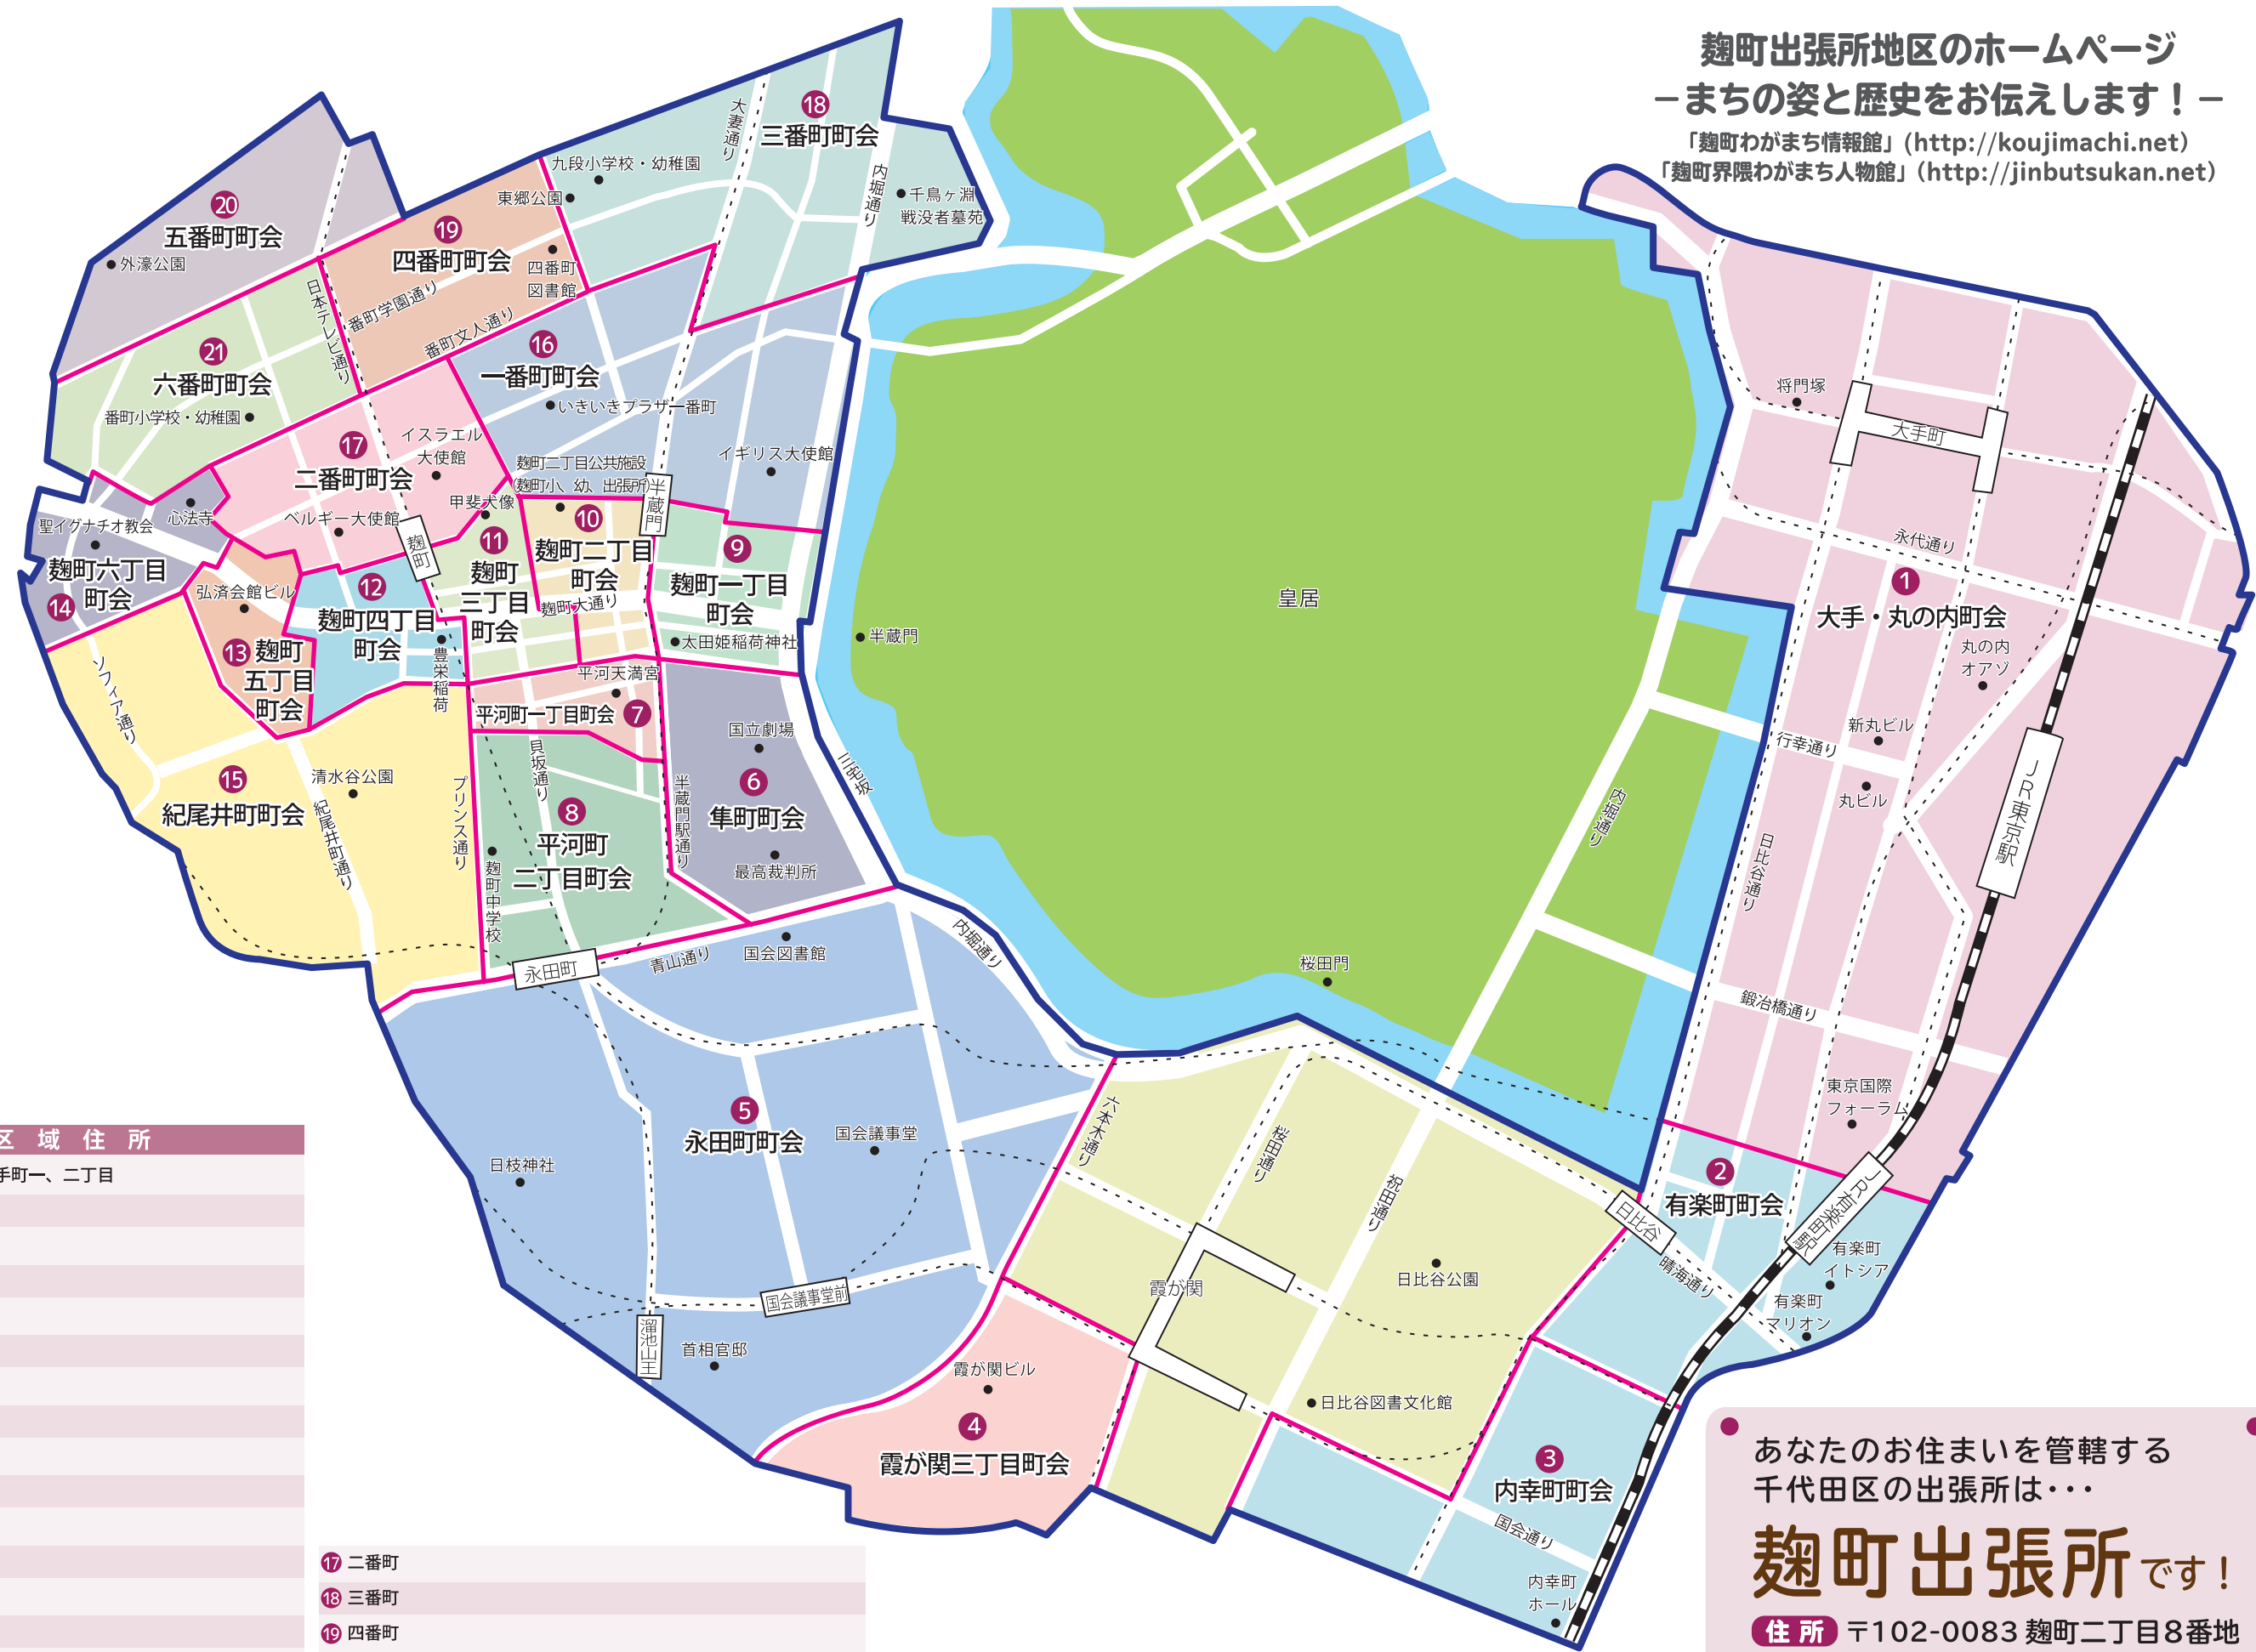 麹町出張所地区のホームページ
－まちの姿と歴史をお伝えします！－
「麹町わがまち情報館」（http://koujimachi.net）
「麹町界隈わがまち人物館」（http://jinbutsukan.net）
18
三番町町会
大妻通り
内堀通り
九段小学校・幼稚園
東郷公園
千鳥ヶ淵
戦没者墓苑
20
五番町町会
外濠公園
19
四番町町会
四番町
図書館
番町学園通り
日本テレビ通り
番町文人通り
21
六番町町会
番町小学校・幼稚園
16
一番町町会
いきいきプラザ一番町
イギリス大使館
17
二番町町会
イスラエル
大使館
ベルギー大使館
甲斐犬像
麹町二丁目公共施設
（麹町小、幼、出張所）
半蔵門
麹町
心法寺
聖イグナチオ教会
麹町六丁目
町会
14
弘済会館ビル
13
麹町
五丁目
町会
12
麹町四丁目
町会
豊栄稲荷
11
麹町
三丁目
町会
10
麹町二丁目
町会
麹町大通り
9
麹町一丁目
町会
太田姫稲荷神社
半蔵門
皇居
平河天満宮
平河町一丁目町会
7
国立劇場
6
隼町町会
最高裁判所
三宅坂
半蔵門駅通り
貝坂通り
8
平河町
二丁目町会
麹町中学校
プリンス通り
ソフィア通り
15
紀尾井町町会
清水谷公園
紀尾井町通り
永田町
青山通り
国会図書館
内堀通り
桜田門
5
永田町町会
国会議事堂
日枝神社
国会議事堂前
溜池山王
首相官邸
霞が関ビル
4
霞が関三丁目町会
六本木通り
桜田通り
祝田通り
霞が関
日比谷公園
日比谷図書文化館
日比谷
晴海通り
2
有楽町町会
JR有楽町駅
有楽町
イトシア
有楽町
マリオン
3
内幸町町会
国会通り
内幸町
ホール
将門塚
大手町
永代通り
1
大手・丸の内町会
丸の内
オアゾ
新丸ビル
行幸通り
丸ビル
JR東京駅
内堀通り
日比谷通り
鍛冶橋通り
東京国際
フォーラム
区域住所
手町一、二丁目
17 二番町
18 三番町
19 四番町
あなたのお住まいを管轄する
千代田区の出張所は・・・
麹町出張所です！
住所 〒102-0083 麹町二丁目8番地